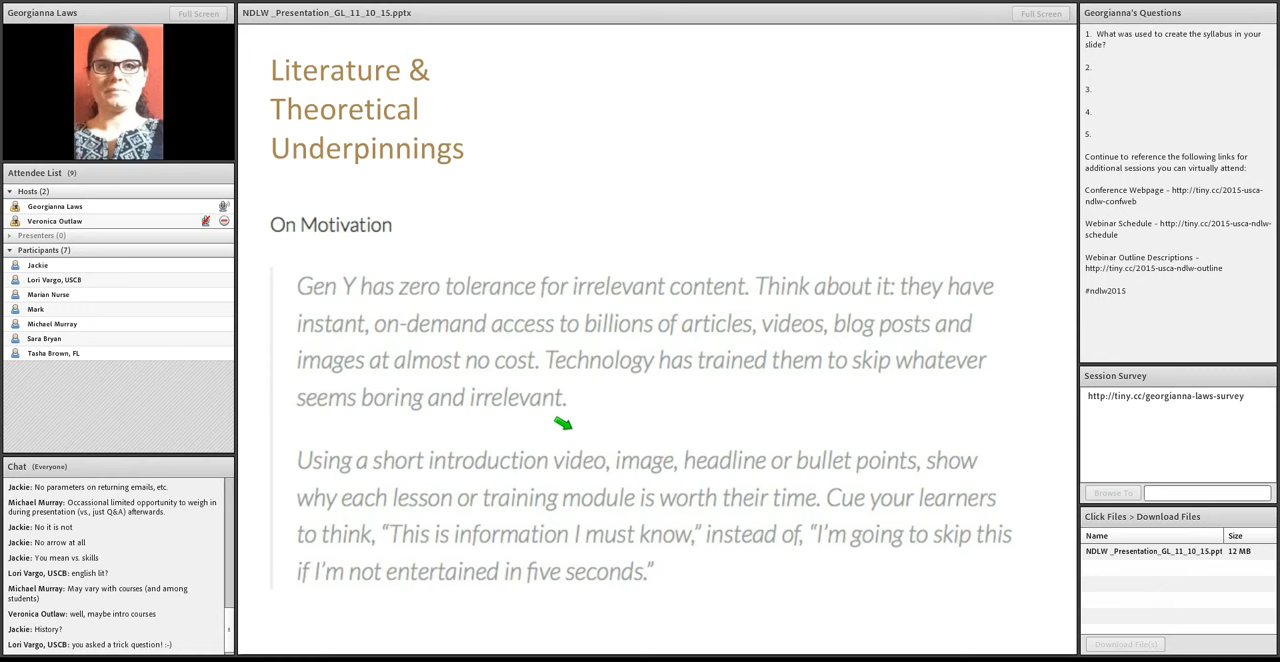 Georgianna Laws
Full Screen
Attendee List (9)
Hosts (2)
Georgianna Laws
Veronica Outlaw
Presenters (0)
Participants (7)
Jackie
Lori Vargo, USCB
Marian Nurse
Mark
Michael Murray
Sara Bryan
Tasha Brown, FL
Chat (Everyone)
Jackie: No parameters on returning emails, etc.
Michael Murray: Occassional limited opportunity to weigh in
during presentation (vs., just Q&A) afterwards.
Jackie: No it is not
Jackie: No arrow at all
Jackie: You mean vs. skills
Lori Vargo, USCB: english lit?
Michael Murray: May vary with courses (and among
students)
Veronica Outlaw: well, maybe intro courses
Jackie: History?
Lori Vargo, USCB: you asked a trick question! :-)
NDLW _Presentation_GL_11_10_15.pptx
Full Screen
Literature &
Theoretical
Underpinnings
On Motivation
Gen Y has zero tolerance for irrelevant content. Think about it: they have
instant, on-demand access to billions of articles, videos, blog posts and
images at almost no cost. Technology has trained them to skip whatever
seems boring and irrelevant.
Using a short introduction video, image, headline or bullet points, show
why each lesson or training module is worth their time. Cue your learners
to think, “This is information I must know,” instead of, “I’m going to skip this
if I’m not entertained in five seconds.”
Georgianna's Questions
1. What was used to create the syllabus in your
slide?
2.
3.
4.
5.
Continue to reference the following links for
additional sessions you can virtually attend:
Conference Webpage - http://tiny.cc/2015-usca-
ndlw-confweb
Webinar Schedule - http://tiny.cc/2015-usca-ndlw-
schedule
Webinar Outline Descriptions -
http://tiny.cc/2015-usca-ndlw-outline
#ndlw2015
Session Survey
http://tiny.cc/georgianna-laws-survey
Browse To
Click Files > Download Files
Name Size
NDLW _Presentation_GL_11_10_15.ppt 12 MB
Download File(s)